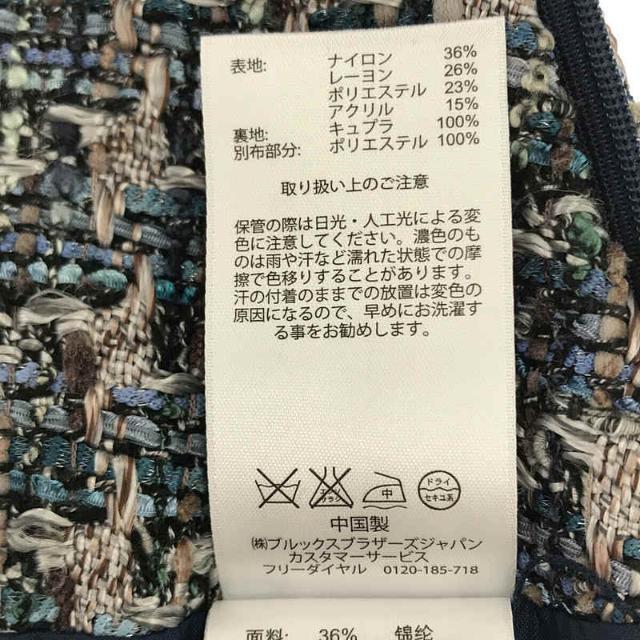 表地: ナイロン 36%
レーヨン 26%
ポリエステル 23%
アクリル 15%
裏地: キュプラ 100%
別布部分: ポリエステル 100%
取り扱い上のご注意
保管の際は日光・人工光による変
色に注意してください。濃色のも
のは雨や汗など濡れた状態での摩
擦で色移りすることがあります。
汗の付着のままでの放置は変色の
原因になるので、早めにお洗濯す
る事をお勧めします。
エンソ サラシ 中 ドライ
セキユ系
中国製
㈱ブルックスブラザーズジャパン
カスタマーサービス
フリーダイヤル 0120-185-718
面料: 36% 锦纶